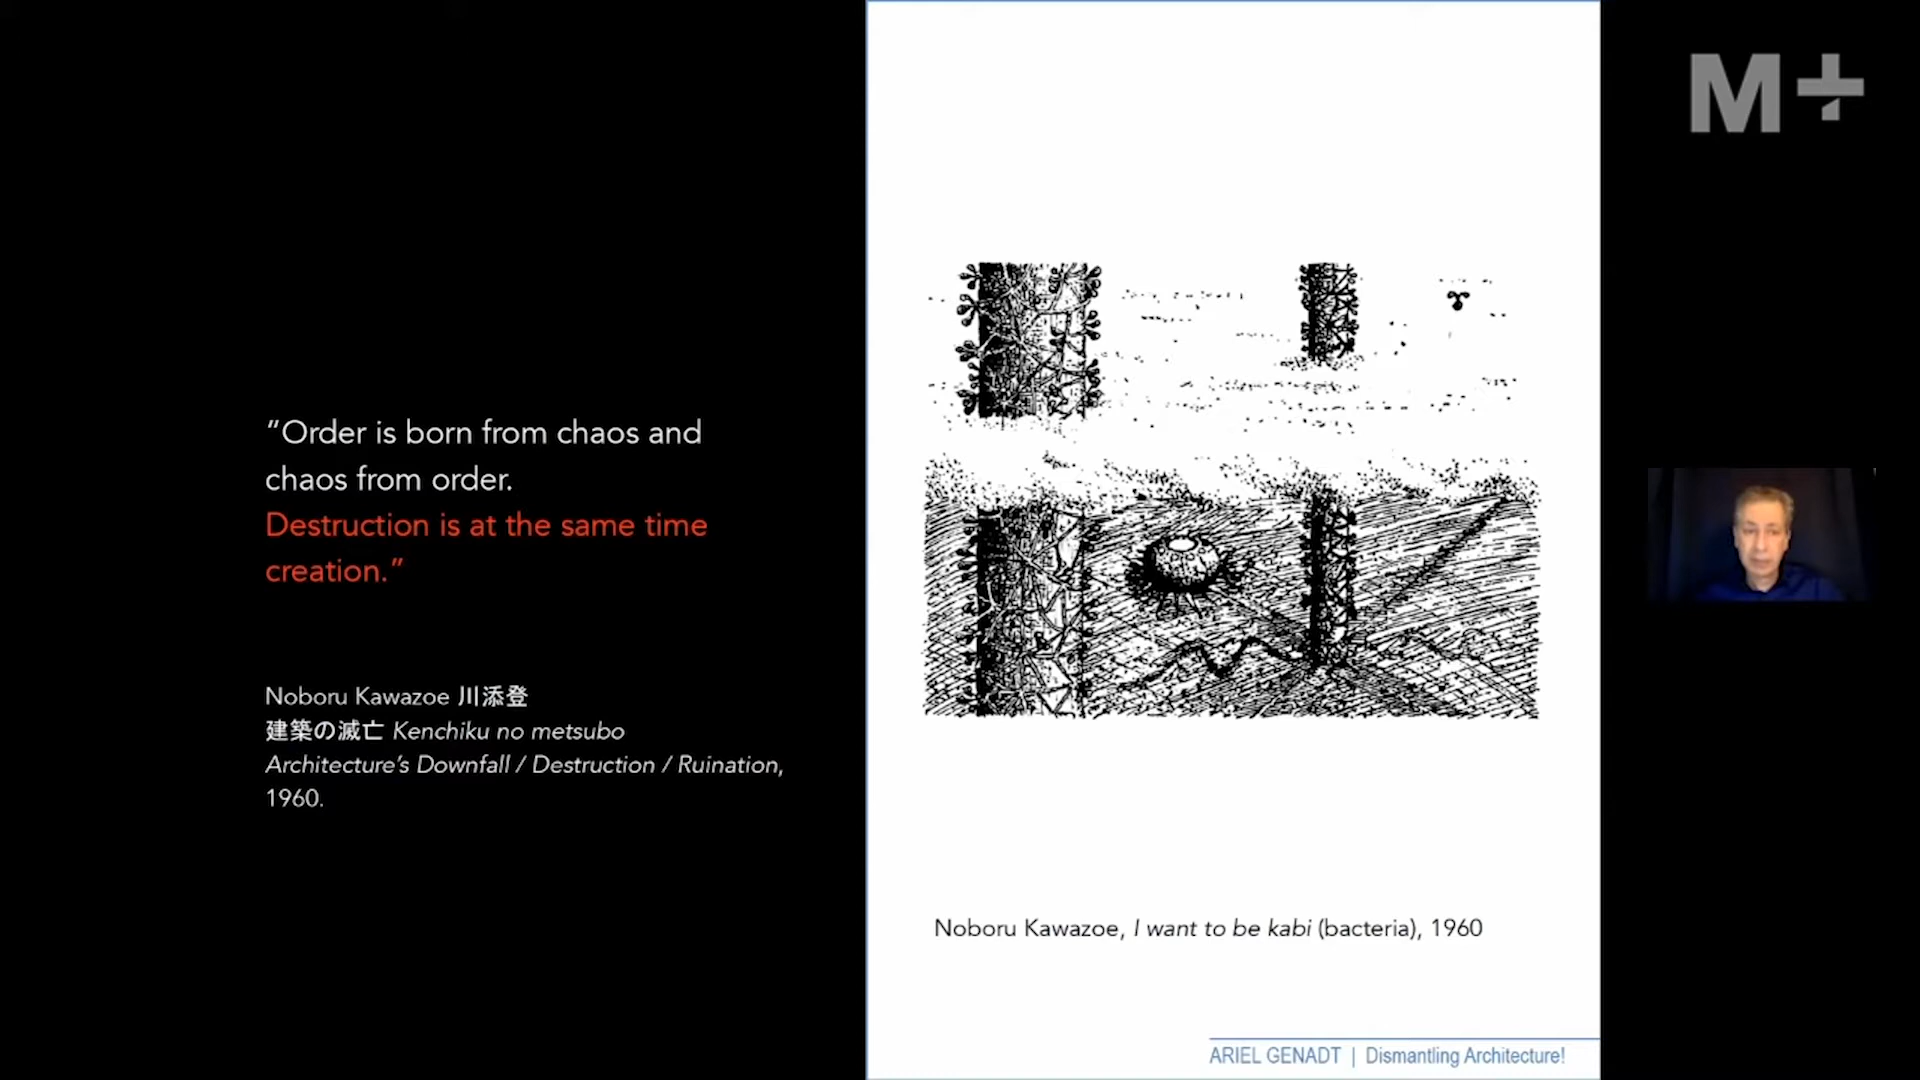 M+
“Order is born from chaos and
chaos from order.
Destruction is at the same time
creation.”
Noboru Kawazoe 川添登
建築の滅亡 Kenchiku no metsubo
Architecture’s Downfall / Destruction / Ruination,
1960.
Noboru Kawazoe, I want to be kabi (bacteria), 1960
ARIEL GENADT | Dismantling Architecture!